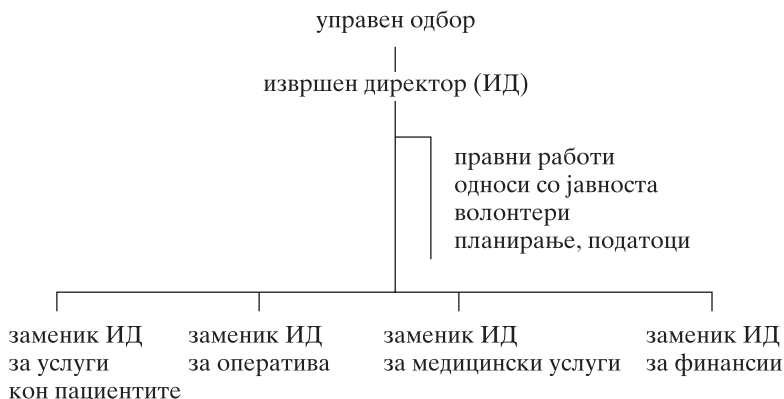 управен одбор
извршен директор (ИД)
правни работи
односи со јавноста
волонтери
планирање, податоци
заменик ИД
за услуги
кон пациентите
заменик ИД
за оператива
заменик ИД
за медицински услуги
заменик ИД
за финансии